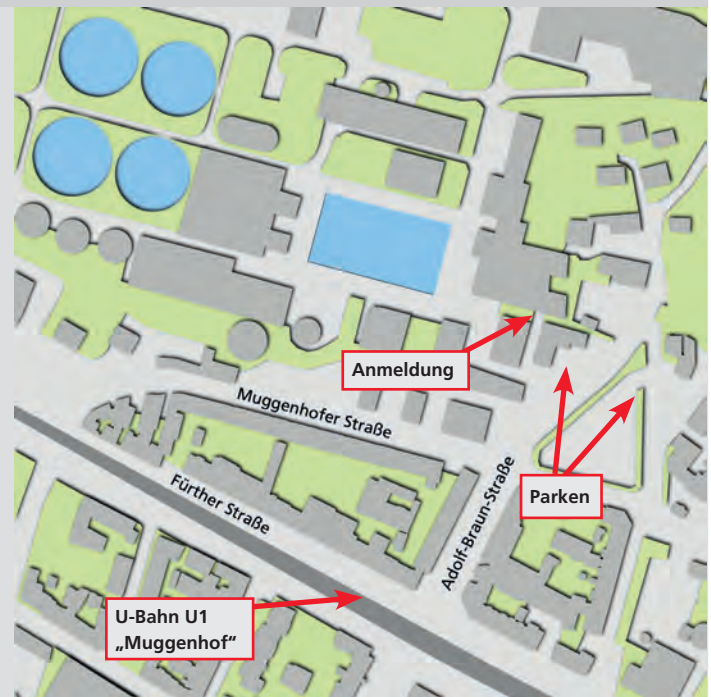 Anmeldung
Muggenhofer Straße
Parken
Fürther Straße
Adolf-Braun-Straße
U-Bahn U1
„Muggenhof“